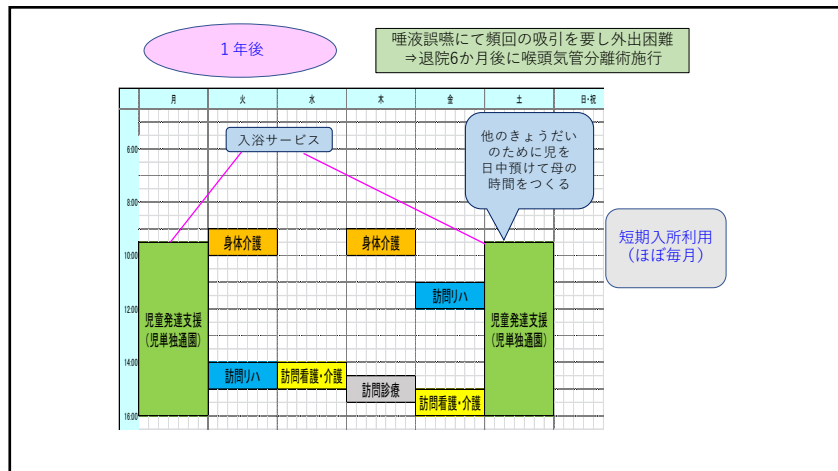 1年後
唾液誤嚥にて頻回の吸引を要し外出困難
⇒退院6か月後に喉頭気管分離術施行
月 火 水 木 金 土 日・祝
6:00
8:00
10:00
12:00
14:00
16:00
入浴サービス
他のきょうだい
のために児を
日中預けて母の
時間をつくる
短期入所利用
(ほぼ毎月)
身体介護
身体介護
訪問リハ
児童発達支援
(児単独通園)
児童発達支援
(児単独通園)
訪問リハ
訪問看護・介護
訪問診療
訪問看護・介護